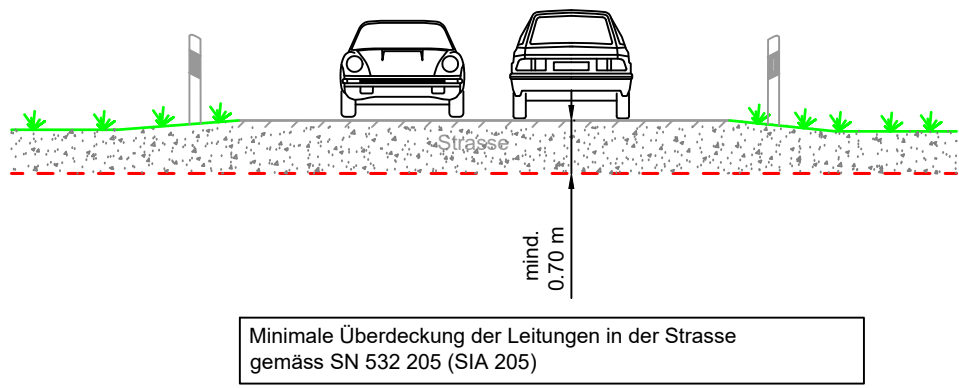 Strasse
mind.
0.70 m
Minimale Überdeckung der Leitungen in der Strasse
gemäss SN 532 205 (SIA 205)